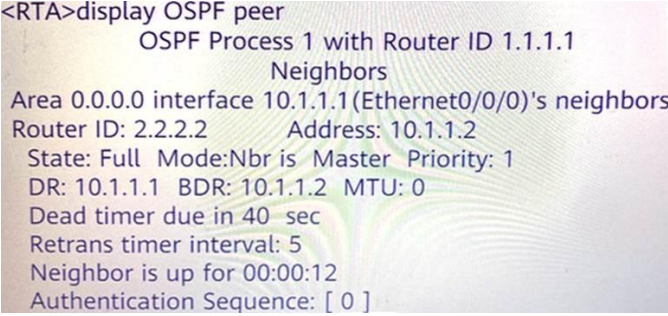 <RTA>display OSPF peer
OSPF Process 1 with Router ID 1.1.1.1
Neighbors
Area 0.0.0.0 interface 10.1.1.1(Ethernet0/0/0)'s neighbors
Router ID: 2.2.2.2 Address: 10.1.1.2
State: Full Mode:Nbr is Master Priority: 1
DR: 10.1.1.1 BDR: 10.1.1.2 MTU: 0
Dead timer due in 40 sec
Retrans timer interval: 5
Neighbor is up for 00:00:12
Authentication Sequence: [ 0 ]